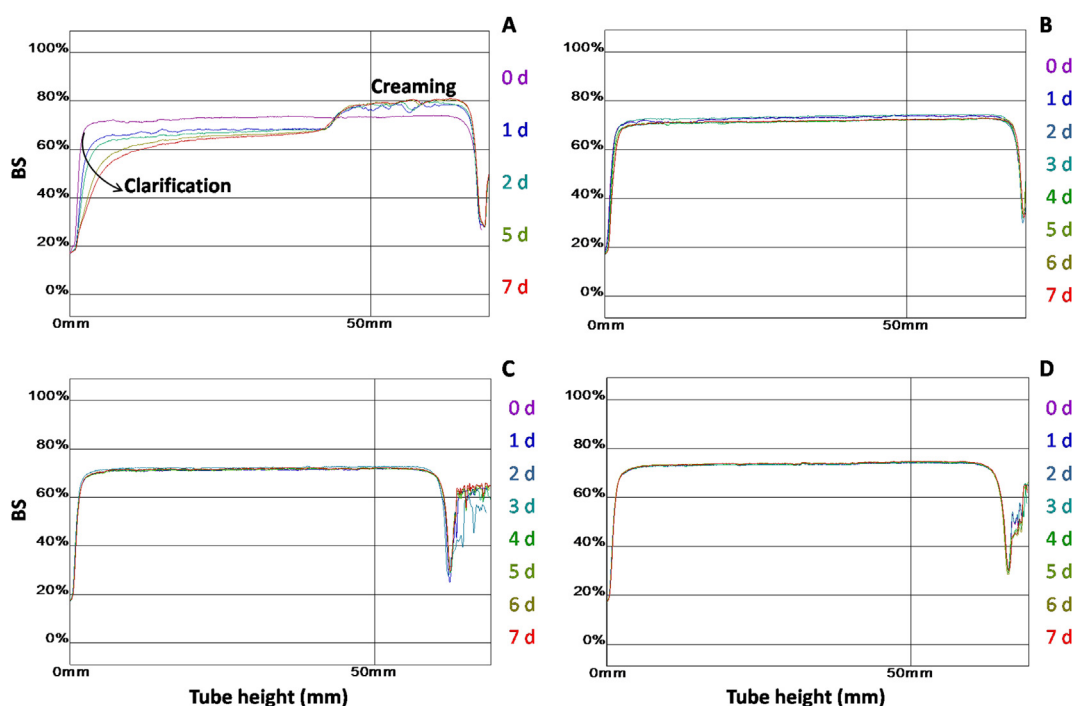 A
100%
80%
60%
40%
20%
0%
BS
Creaming
Clarification
0mm
50mm
0 d
1 d
2 d
5 d
7 d
B
100%
80%
60%
40%
20%
0%
0mm
50mm
0 d
1 d
2 d
3 d
4 d
5 d
6 d
7 d
C
100%
80%
60%
40%
20%
0%
BS
0mm
50mm
Tube height (mm)
0 d
1 d
2 d
3 d
4 d
5 d
6 d
7 d
D
100%
80%
60%
40%
20%
0%
0mm
50mm
Tube height (mm)
0 d
1 d
2 d
3 d
4 d
5 d
6 d
7 d